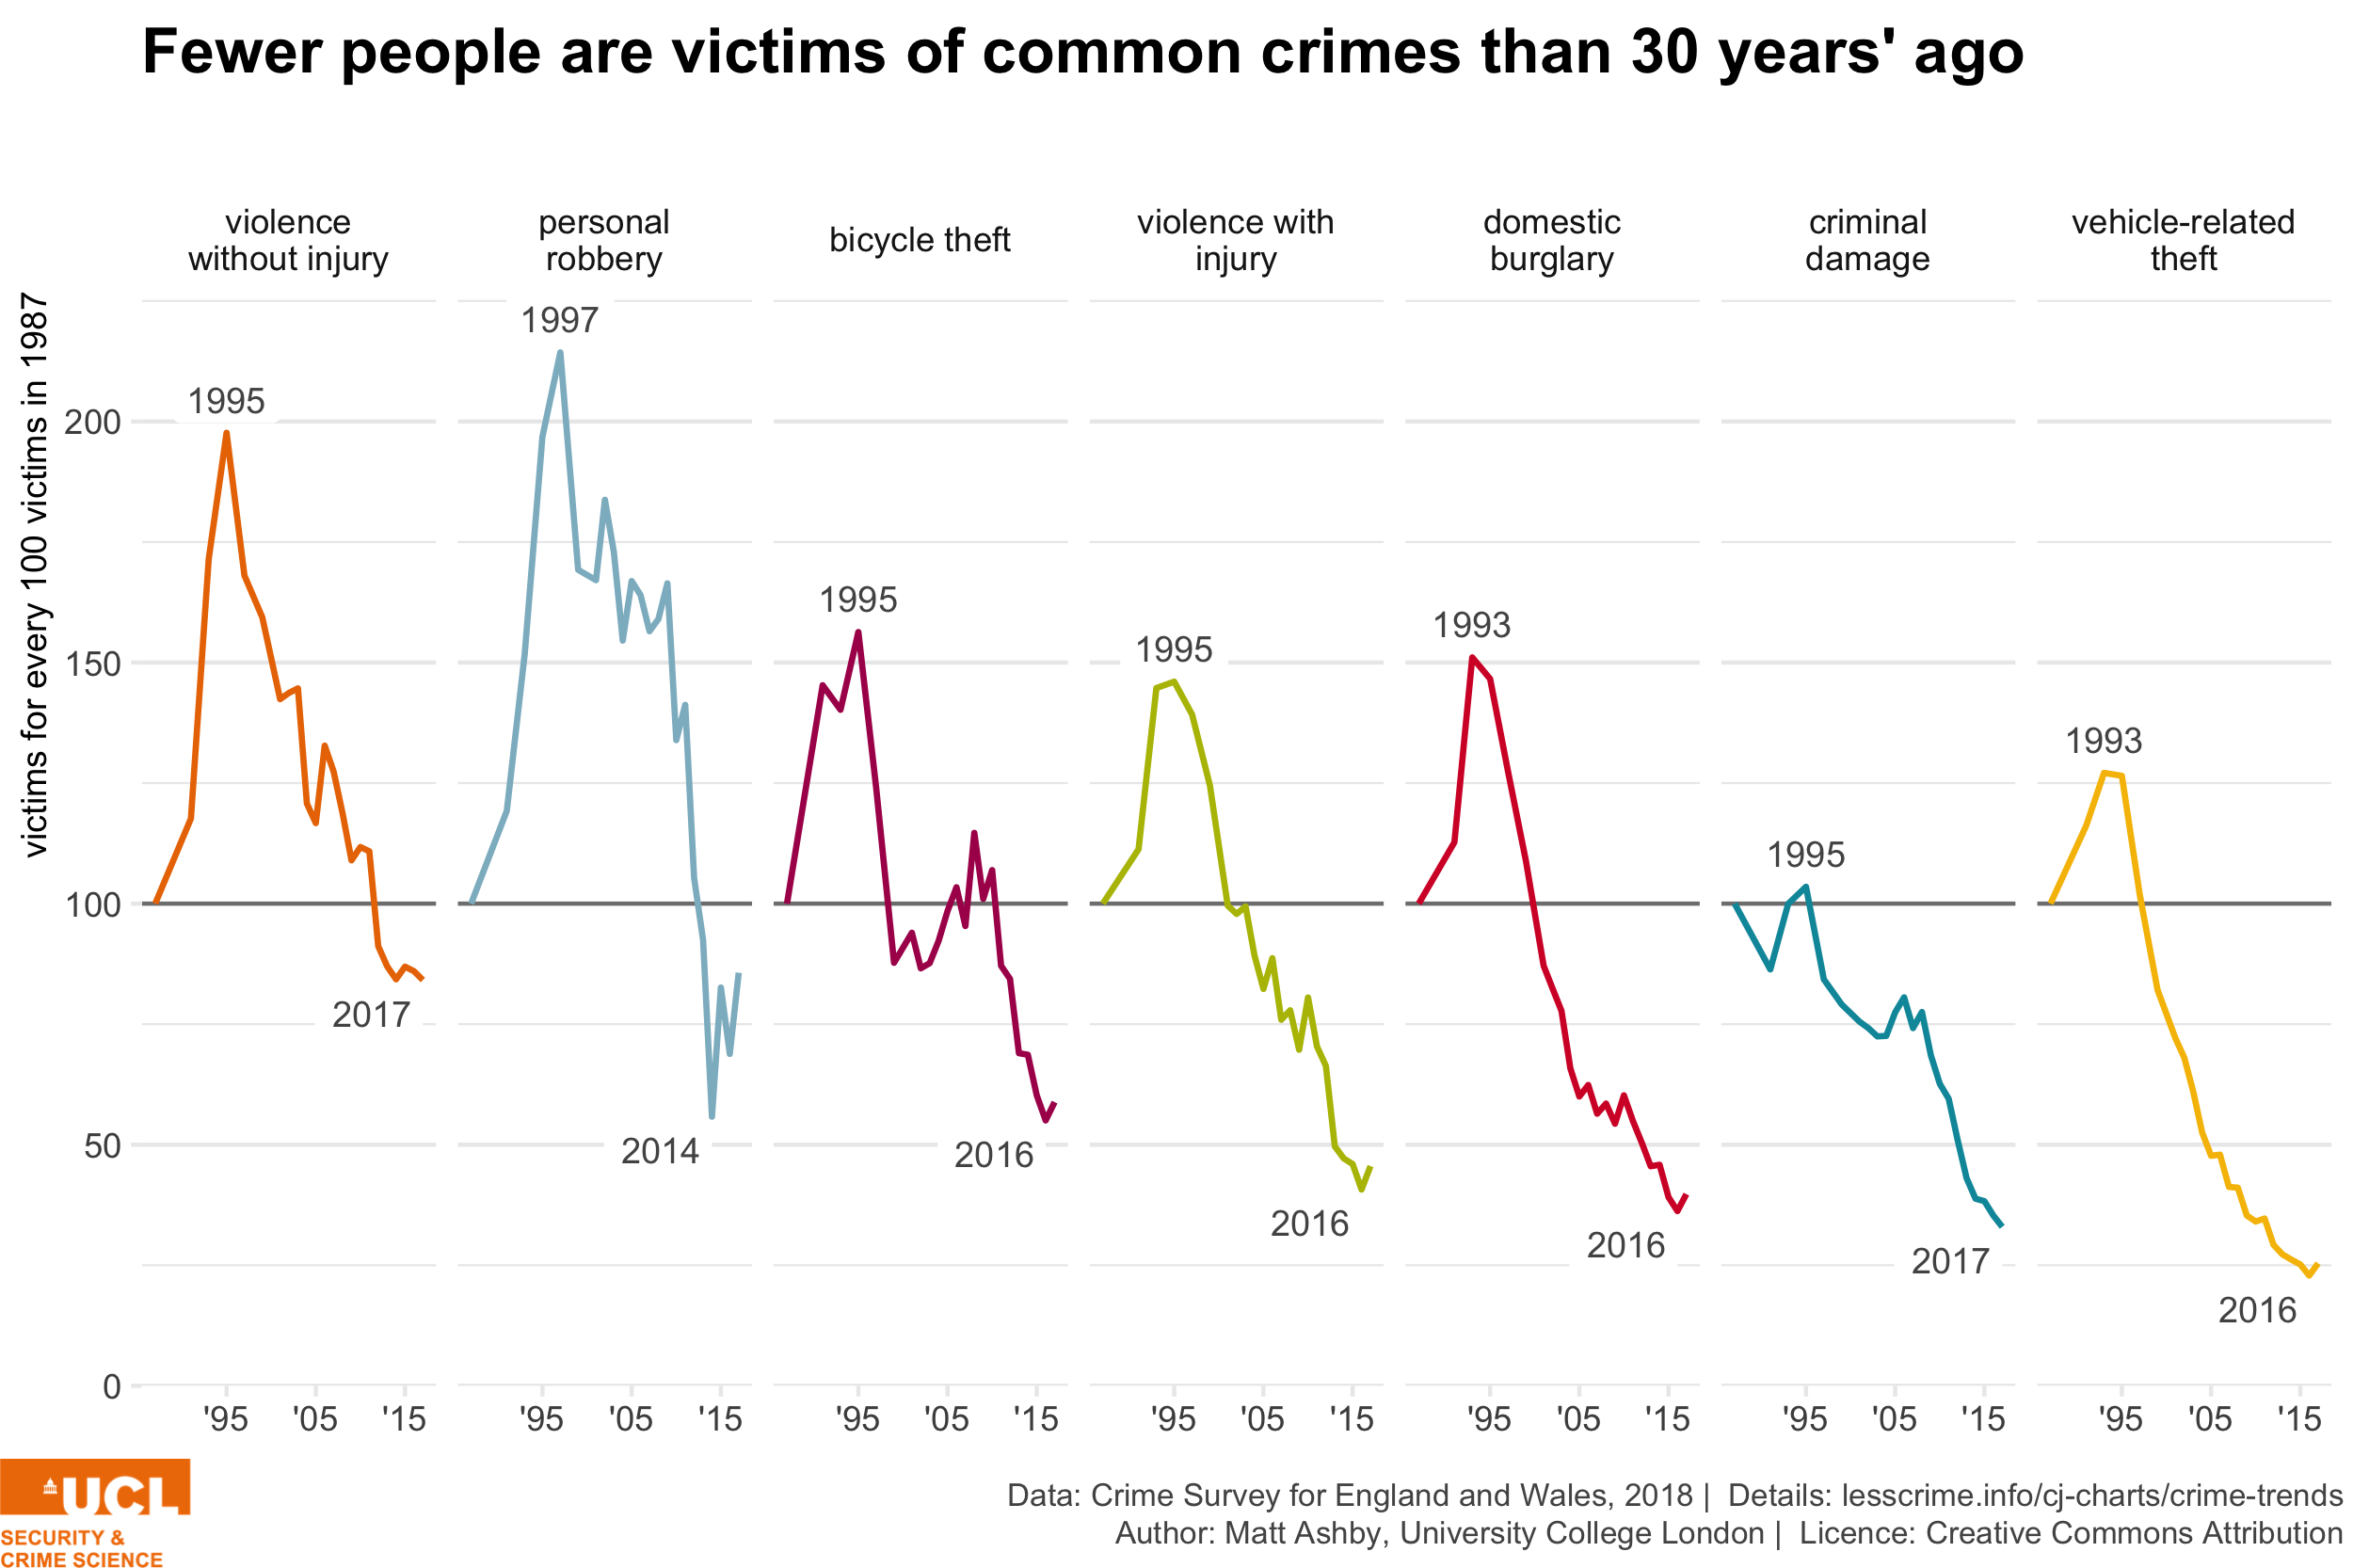 Fewer people are victims of common crimes than 30 years' ago
violence
without injury
personal
robbery
bicycle theft
violence with
injury
domestic
burglary
criminal
damage
vehicle-related
theft
victims for every 100 victims in 1987
200
150
100
50
0
1995
2017
1997
2014
1995
2016
1995
2016
1993
2016
1995
2017
1993
2016
'95 '05 '15
'95 '05 '15
'95 '05 '15
'95 '05 '15
'95 '05 '15
'95 '05 '15
'95 '05 '15
UCL
SECURITY &
CRIME SCIENCE
Data: Crime Survey for England and Wales, 2018 | Details: lesscrime.info/cj-charts/crime-trends
Author: Matt Ashby, University College London | Licence: Creative Commons Attribution